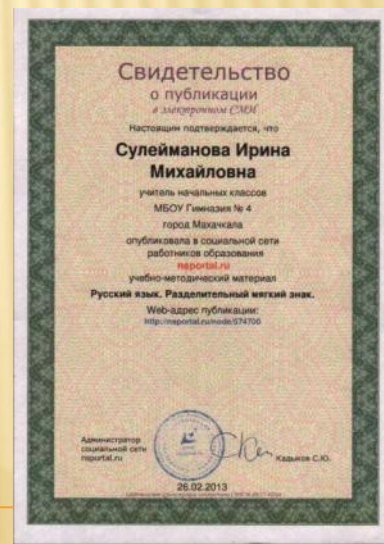 Свидетельство
о публикации
в электронном СМИ
Настоящим подтверждается, что
Сулейманова Ирина
Михайловна
учитель начальных классов
МБОУ Гимназия № 4
город Махачкала
опубликовала в социальной сети
работников образования
nsportal.ru
учебно-методический материал
Русский язык. Разделительный мягкий знак.
Web-адрес публикации:
http://nsportal.ru/node/574700
Администратор
социальной сети
nsportal.ru
Кадыков С.Ю.
26.02.2013